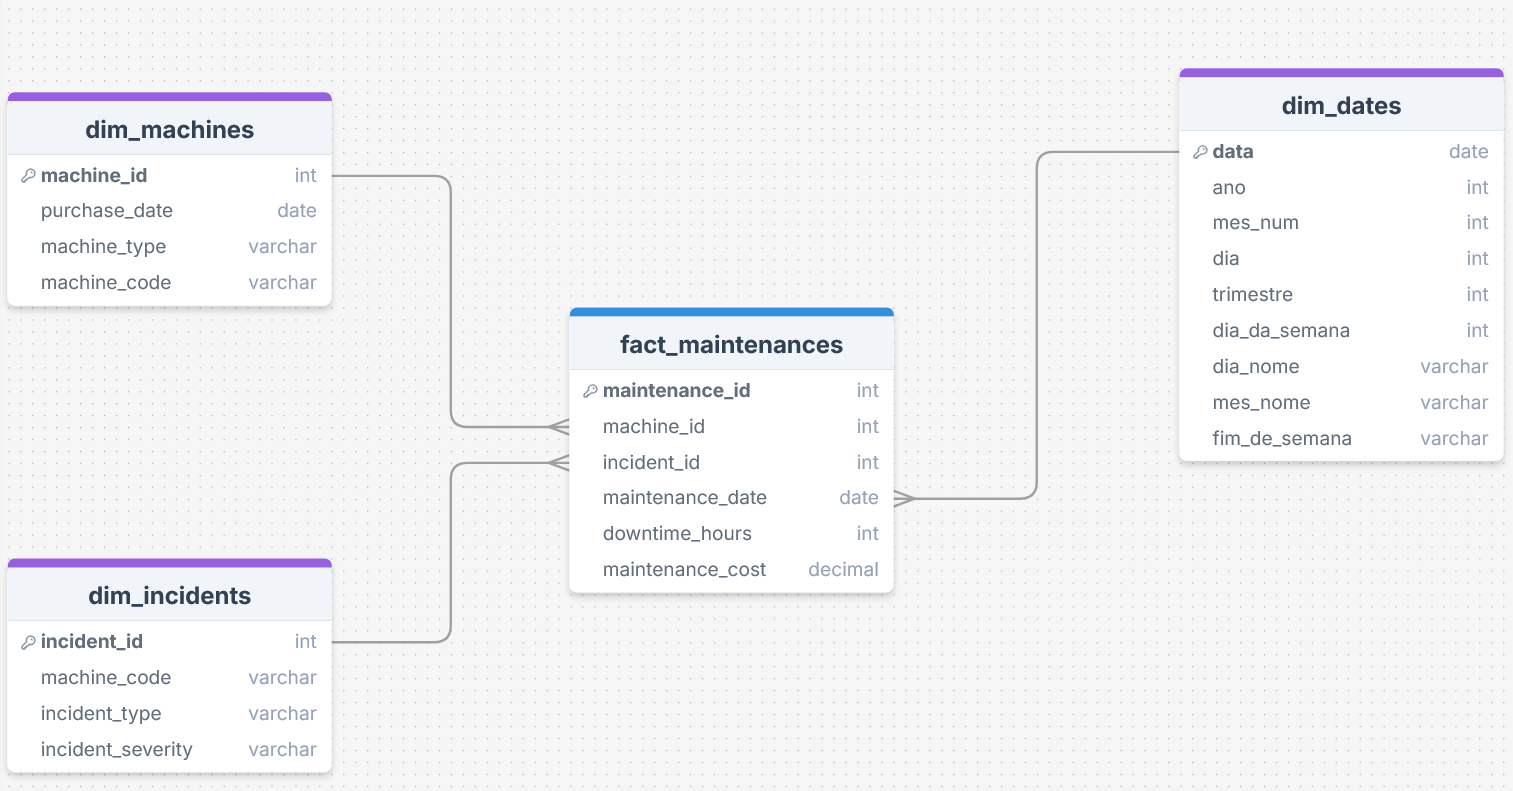 dim_machines
machine_id int
purchase_date date
machine_type varchar
machine_code varchar
dim_incidents
incident_id int
machine_code varchar
incident_type varchar
incident_severity varchar
fact_maintenances
maintenance_id int
machine_id int
incident_id int
maintenance_date date
downtime_hours int
maintenance_cost decimal
dim_dates
data date
ano int
mes_num int
dia int
trimestre int
dia_da_semana int
dia_nome varchar
mes_nome varchar
fim_de_semana varchar